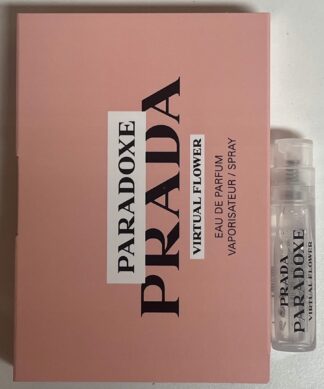 PARADOXE
PRADA
VIRTUAL FLOWER
EAU DE PARFUM
VAPORISATEUR / SPRAY
PRADA
PARADOXE
VIRTUAL FLOWER